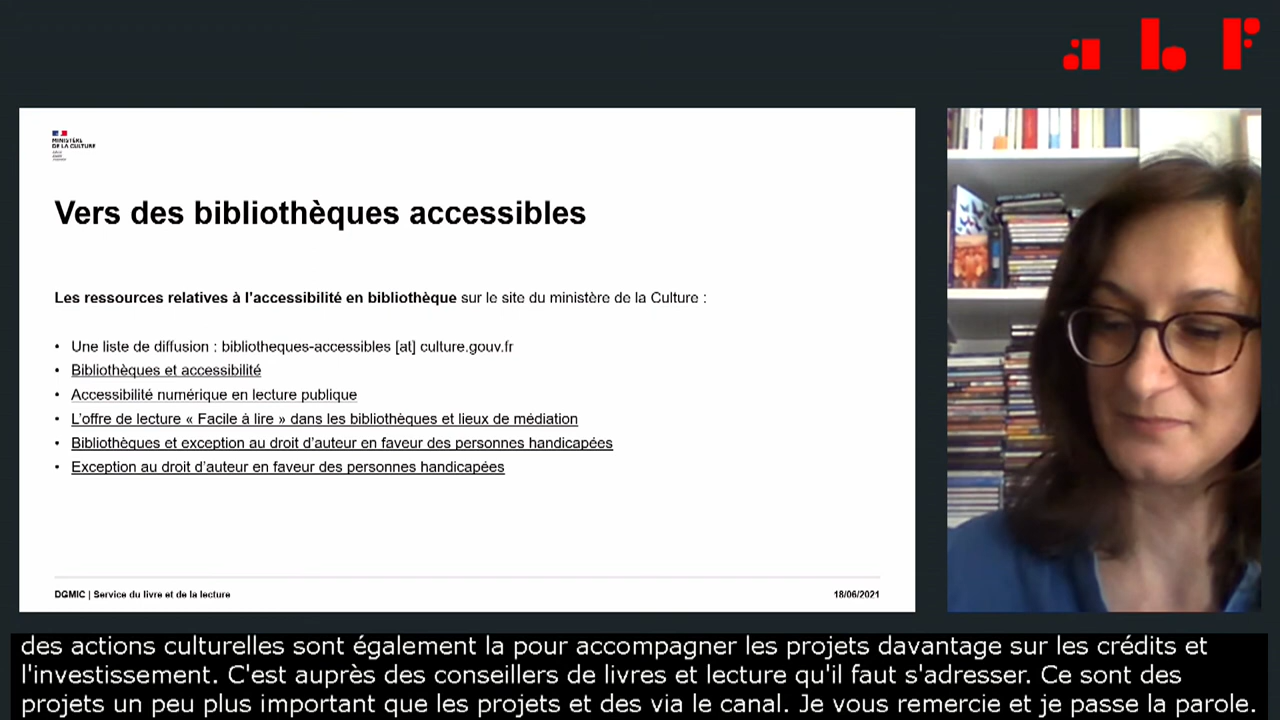 abf
MINISTÈRE
DE LA CULTURE
Vers des bibliothèques accessibles
Les ressources relatives à l'accessibilité en bibliothèque sur le site du ministère de la Culture :
• Une liste de diffusion : bibliotheques-accessibles [at] culture.gouv.fr
• Bibliothèques et accessibilité
• Accessibilité numérique en lecture publique
• L'offre de lecture « Facile à lire » dans les bibliothèques et lieux de médiation
• Bibliothèques et exception au droit d'auteur en faveur des personnes handicapées
• Exception au droit d'auteur en faveur des personnes handicapées
DGMIC | Service du livre et de la lecture
18/06/2021
des actions culturelles sont également la pour accompagner les projets davantage sur les crédits et
l'investissement. C'est auprès des conseillers de livres et lecture qu'il faut s'adresser. Ce sont des
projets un peu plus important que les projets et des via le canal. Je vous remercie et je passe la parole.